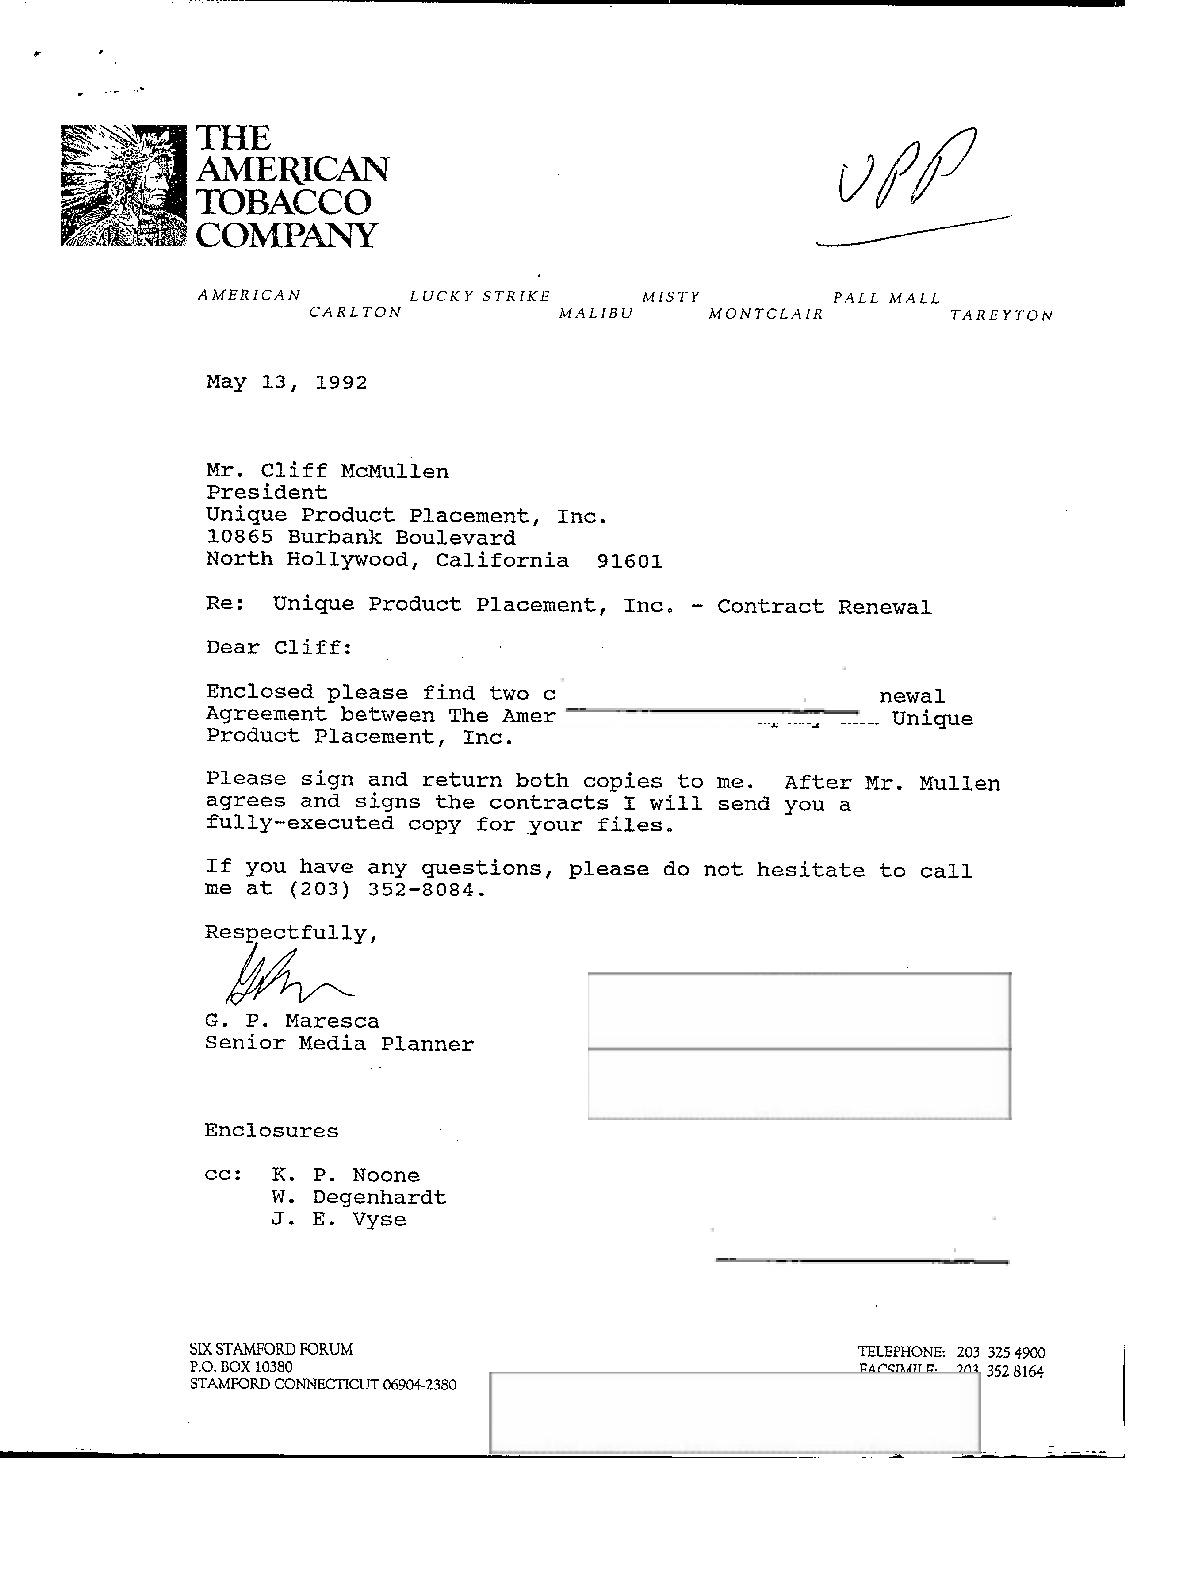 THE
AMERICAN
TOBACCO
COMPANY
UPP
AMERICAN LUCKY STRIKE MISTY PALL MALL
CARLTON MALIBU MONTCLAIR TAREYTON
May 13, 1992
Mr. Cliff McMullen
President
Unique Product Placement, Inc.
10865 Burbank Boulevard
North Hollywood, California 91601
Re: Unique Product Placement, Inc. - Contract Renewal
Dear Cliff:
Enclosed please find two c newal
Agreement between The Amer Unique
Product Placement, Inc.
Please sign and return both copies to me. After Mr. Mullen
agrees and signs the contracts I will send you a
fully-executed copy for your files.
If you have any questions, please do not hesitate to call
me at (203) 352-8084.
Respectfully,
G. P. Maresca
Senior Media Planner
Enclosures
cc: K. P. Noone
W. Degenhardt
J. E. Vyse
SIX STAMFORD FORUM
P.O. BOX 10380
STAMFORD CONNECTICUT 06904-2380
TELEPHONE: 203 325 4900
FACSIMILE: 203 352 8164